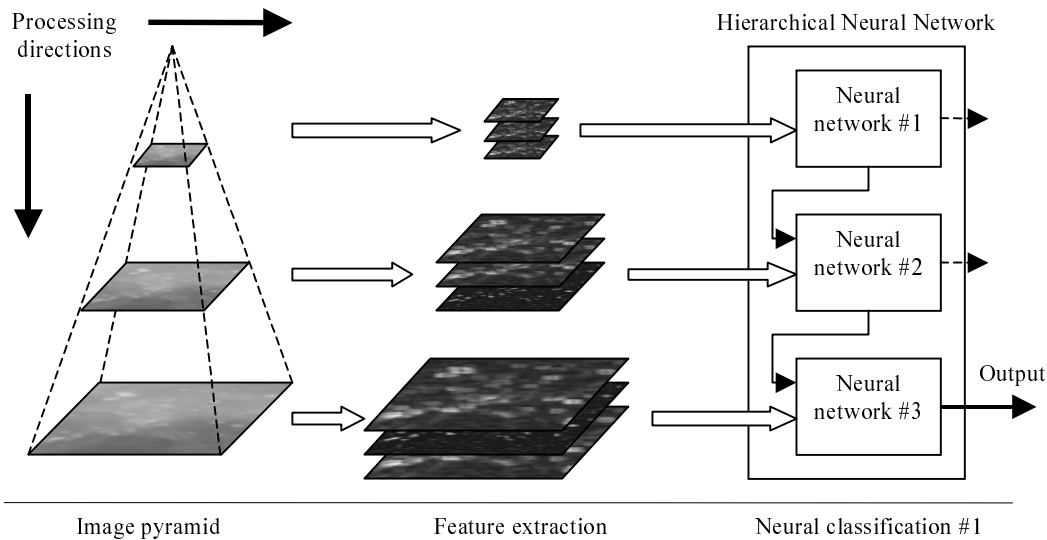 Processing
directions
Hierarchical Neural Network
Neural
network #1
Neural
network #2
Neural
network #3
Output
Image pyramid
Feature extraction
Neural classification #1